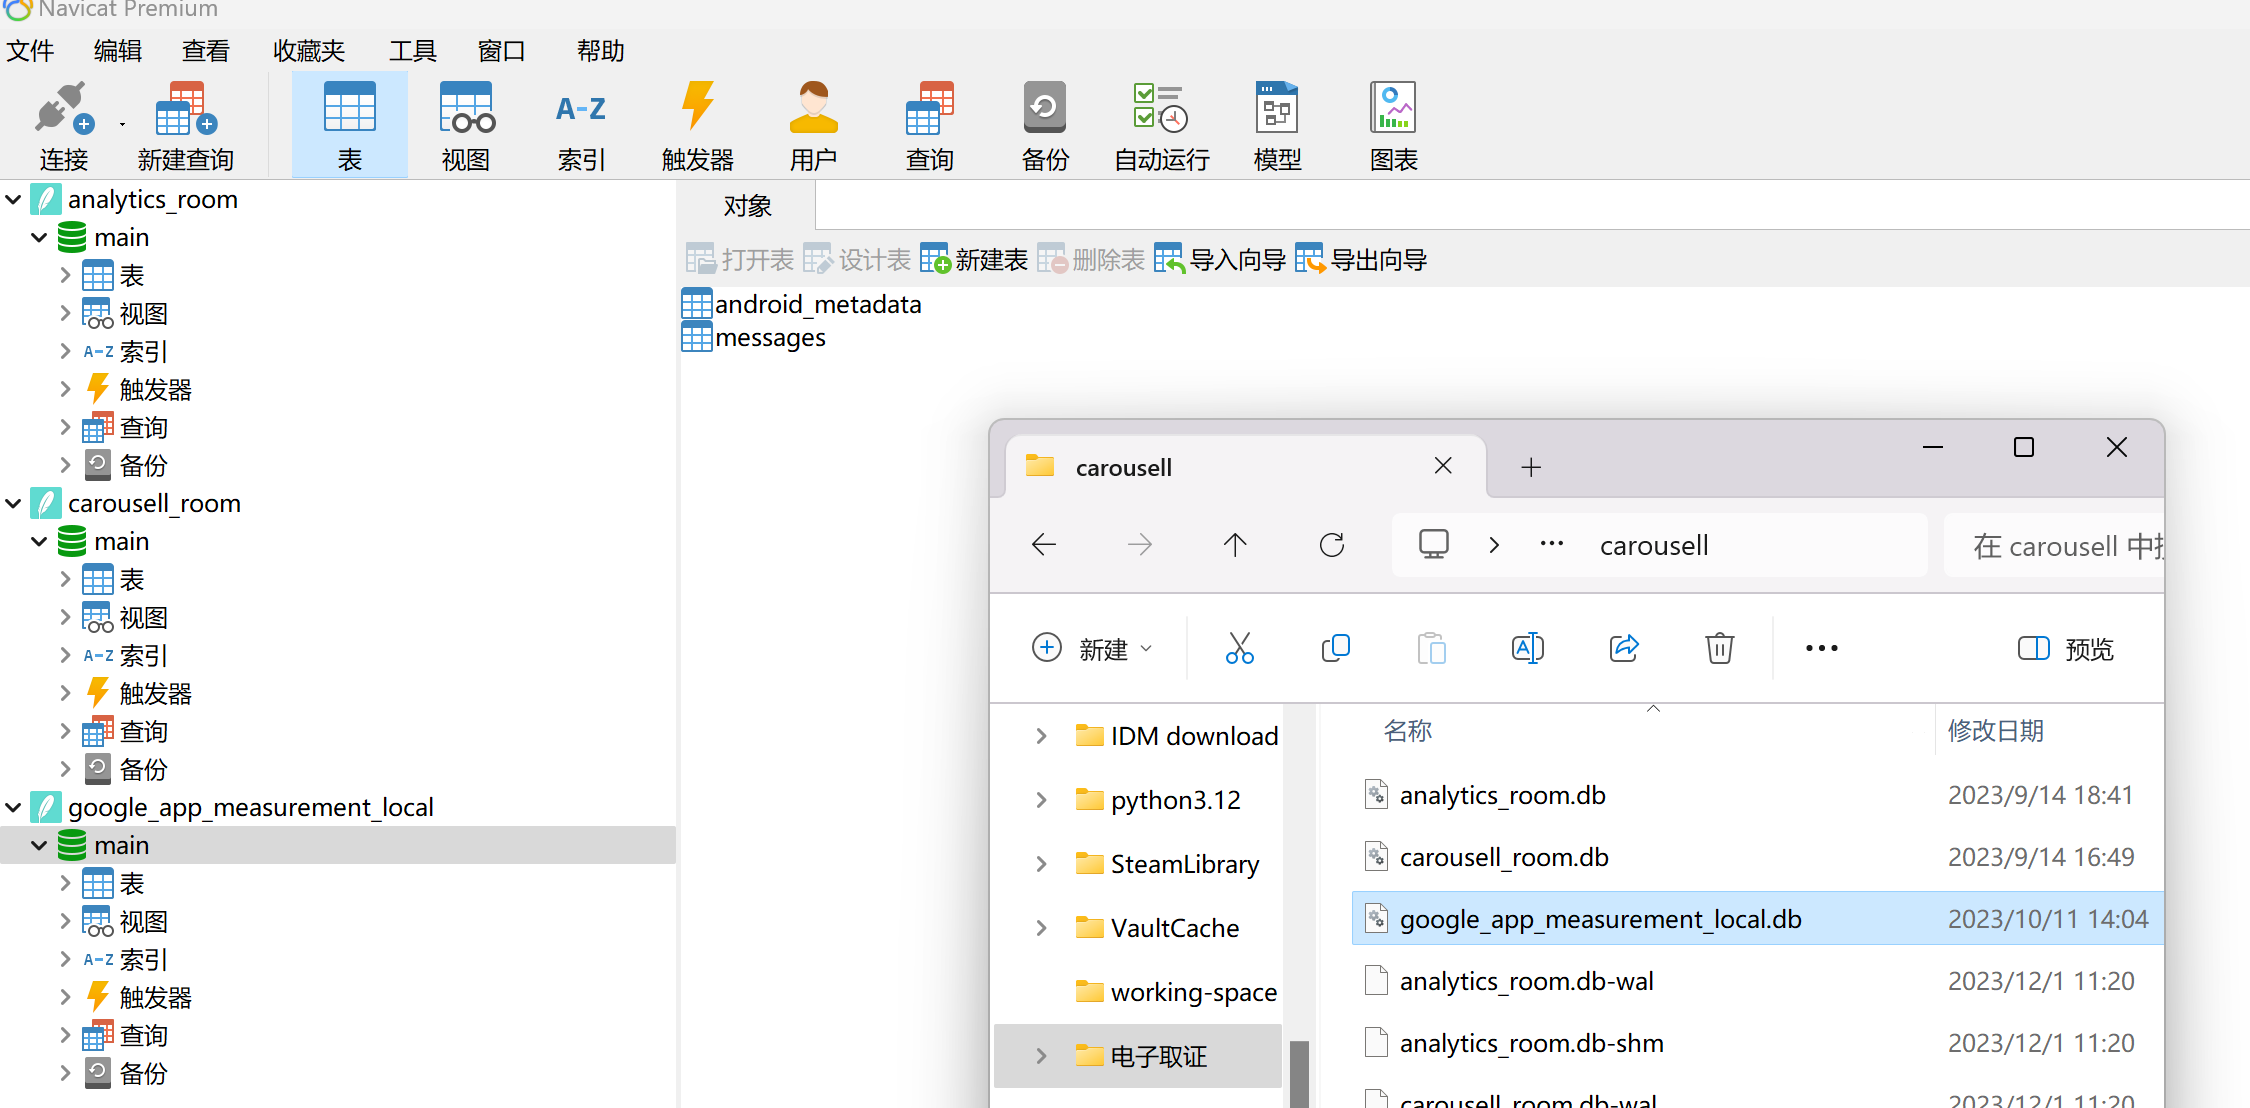 Navicat Premium
文件 编辑 查看 收藏夹 工具 窗口 帮助
连接 新建查询 表 视图 A-Z 索引 触发器 用户 查询 备份 自动运行 模型 图表
analytics_room
main
表
视图
A-Z 索引
触发器
查询
备份
carousell_room
main
表
视图
A-Z 索引
触发器
查询
备份
google_app_measurement_local
main
表
视图
A-Z 索引
触发器
查询
备份
对象
打开表 设计表 新建表 删除表 导入向导 导出向导
android_metadata
messages
carousell
carousell 在 carousell 中
新建 预览
IDM download
python3.12
SteamLibrary
VaultCache
working-space
电子取证
名称 修改日期
analytics_room.db 2023/9/14 18:41
carousell_room.db 2023/9/14 16:49
google_app_measurement_local.db 2023/10/11 14:04
analytics_room.db-wal 2023/12/1 11:20
analytics_room.db-shm 2023/12/1 11:20
carousell_room.db-wal 2023/12/1 11:20